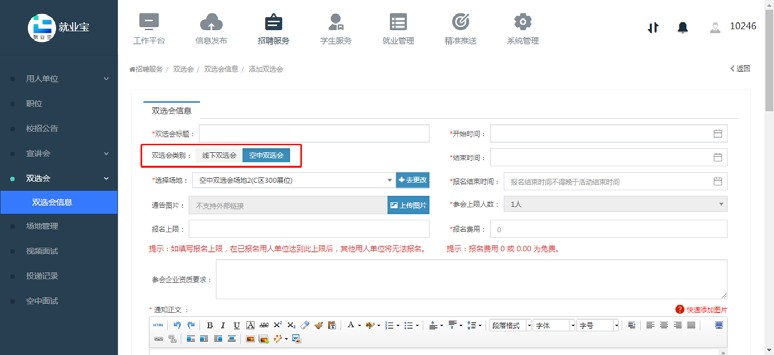 就业宝
工作平台 信息发布 招聘服务 学生服务 就业管理 精准推送 系统管理 10246
招聘服务 / 双选会 / 双选会信息 / 添加双选会 返回
用人单位
职位
校招公告
宣讲会
双选会
双选会信息
场地管理
视频面试
投递记录
空中面试
双选会信息
*双选会标题： *开始时间：
双选会类别： 线下双选会 空中双选会 *结束时间：
*选择场地： 空中双选会场地2(C区300展位) 去更改 *报名结束时间： 报名结束时间不得晚于活动结束时间
通告图片： 不支持外部链接 上传图片 *参会上限人数： 1人
报名上限： *报名费用： 0
提示：如填写报名上限，在已报名用人单位达到此上限后，其他用人单位将无法报名。 提示：报名费用 0 或 0.00 为免费。
参会企业资质要求：
* 通知正文 ： 快速添加图片
HTML B I U A ABC X² X₂ A 段落格式 字体 字号